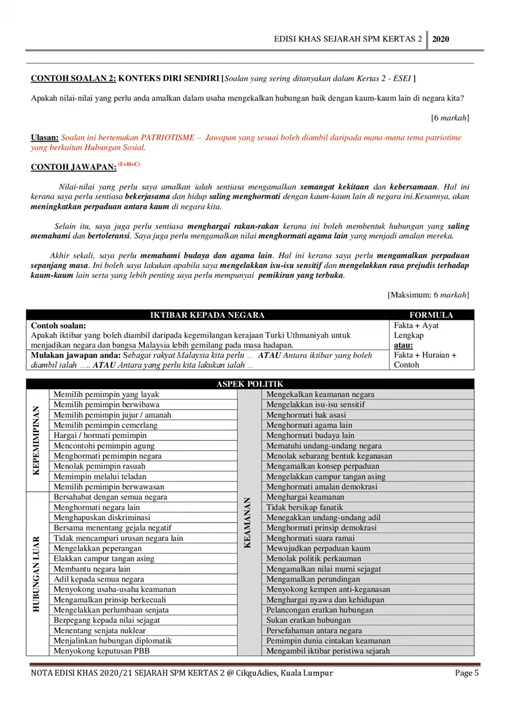 EDISI KHAS SEJARAH SPM KERTAS 2 2020
CONTOH SOALAN 2: KONTEKS DIRI SENDIRI [Soalan yang sering ditanyakan dalam Kertas 2 - ESEI ]
Apakah nilai-nilai yang perlu anda amalkan dalam usaha mengekalkan hubungan baik dengan kaum-kaum lain di negara kita?
[6 markah]
Ulasan: Soalan ini bertemakan PATRIOTISME – Jawapan yang sesuai boleh diambil daripada mana-mana tema patriotime
yang berkaitan Hubungan Sosial.
CONTOH JAWAPAN: (F+H+C)
Nilai-nilai yang perlu saya amalkan ialah sentiasa mengamalkan semangat kekitaan dan kebersamaan. Hal ini
kerana saya perlu sentiasa bekerjasama dan hidup saling menghormati dengan kaum-kaum lain di negara ini.Kesannya, akan
meningkatkan perpaduan antara kaum di negara kita.
Selain itu, saya juga perlu sentiasa menghargai rakan-rakan kerana ini boleh membentuk hubungan yang saling
memahami dan bertoleransi. Saya juga perlu mengamalkan nilai menghormati agama lain yang menjadi amalan mereka.
Akhir sekali, saya perlu memahami budaya dan agama lain. Hal ini kerana saya perlu mengamalkan perpaduan
sepanjang masa. Ini boleh saya lakukan apabila saya mengelakkan isu-isu sensitif dan mengelakkan rasa prejudis terhadap
kaum-kaum lain serta yang lebih penting saya perlu mempunyai pemikiran yang terbuka.
[Maksimum: 6 markah]
IKTIBAR KEPADA NEGARA FORMULA
Contoh soalan: Fakta + Ayat
Apakah iktibar yang boleh diambil daripada kegemilangan kerajaan Turki Uthmaniyah untuk Lengkap
menjadikan negara dan bangsa Malaysia lebih gemilang pada masa hadapan. atau:
Mulakan jawapan anda: Sebagai rakyat Malaysia kita perlu ... ATAU Antara iktibar yang boleh Fakta + Huraian +
diambil ialah ..... ATAU Antara yang perlu kita lakukan ialah ... Contoh
ASPEK POLITIK
KEPEMIMPINAN
Memilih pemimpin yang layak
Memilih pemimpin berwibawa
Memilih pemimpin jujur / amanah
Memilih pemimpin cemerlang
Hargai / hormati pemimpin
Mencontohi pemimpin agung
Menghormati pemimpin negara
Menolak pemimpin rasuah
Memimpin melalui teladan
Memilih pemimpin berwawasan
HUBUNGAN LUAR
Bersahabat dengan semua negara
Menghormati negara lain
Menghapuskan diskriminasi
Bersama menentang gejala negatif
Tidak mencampuri urusan negara lain
Mengelakkan peperangan
Elakkan campur tangan asing
Membantu negara lain
Adil kepada semua negara
Menyokong usaha-usaha keamanan
Mengamalkan prinsip berkecuali
Mengelakkan perlumbaan senjata
Berpegang kepada nilai sejagat
Menentang senjata nuklear
Menjalinkan hubungan diplomatik
Menyokong keputusan PBB
KEAMANAN
Mengekalkan keamanan negara
Mengelakkan isu-isu sensitif
Menghormati hak asasi
Menghormati agama lain
Menghormati budaya lain
Mematuhi undang-undang negara
Menolak sebarang bentuk keganasan
Mengamalkan konsep perpaduan
Mengelakkan campur tangan asing
Menghormati amalan demokrasi
Menghargai keamanan
Tidak bersikap fanatik
Menegakkan undang-undang adil
Menghormati prinsip demokrasi
Menghormati suara ramai
Mewujudkan perpaduan kaum
Menolak politik perkauman
Mengamalkan nilai murni sejagat
Mengamalkan perundingan
Menyokong kempen anti-keganasan
Menghargai nyawa dan kehidupan
Pelancongan eratkan hubungan
Sukan eratkan hubungan
Persefahaman antara negara
Pemimpin dunia cintakan keamanan
Mengambil iktibar peristiwa sejarah
NOTA EDISI KHAS 2020/21 SEJARAH SPM KERTAS 2 @ CikguAdies, Kuala Lumpur Page 5